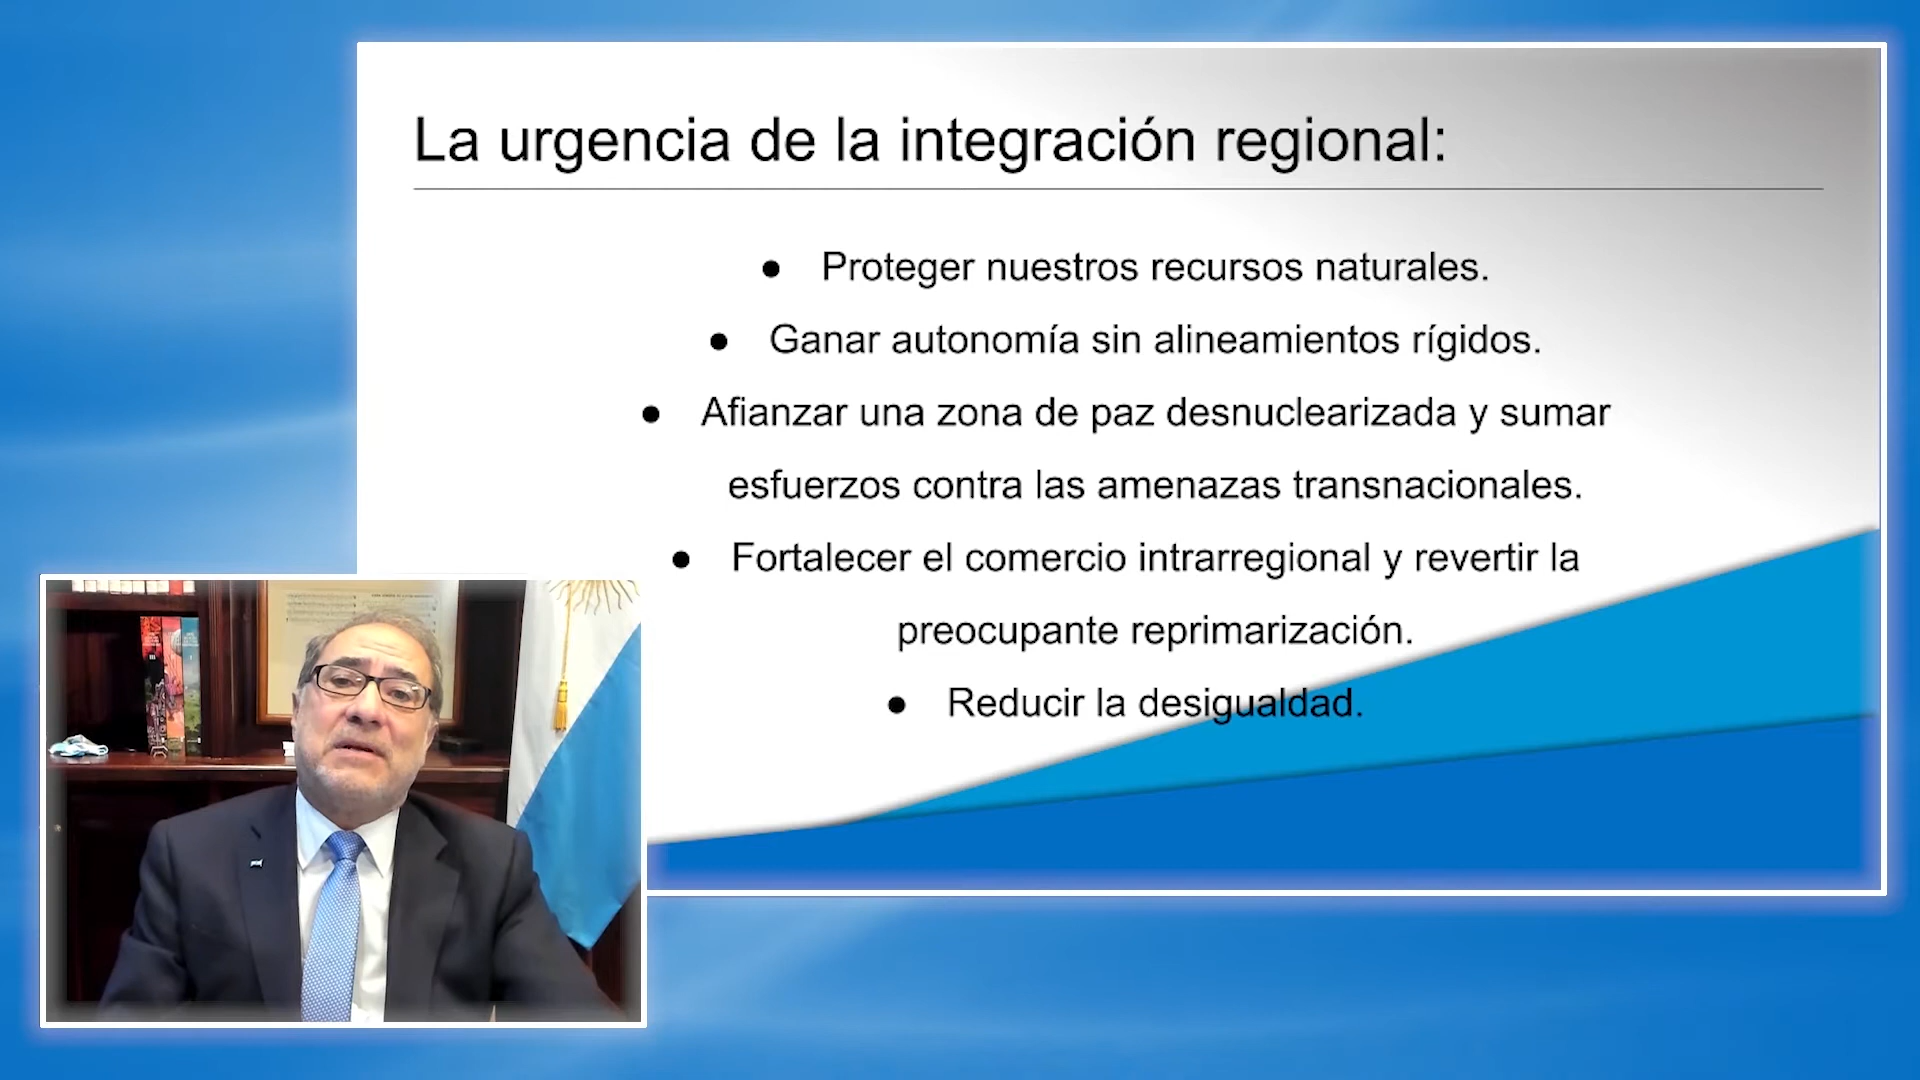 La urgencia de la integración regional:
● Proteger nuestros recursos naturales.
● Ganar autonomía sin alineamientos rígidos.
● Afianzar una zona de paz desnuclearizada y sumar
esfuerzos contra las amenazas transnacionales.
● Fortalecer el comercio intrarregional y revertir la
preocupante reprimarización.
● Reducir la desigualdad.